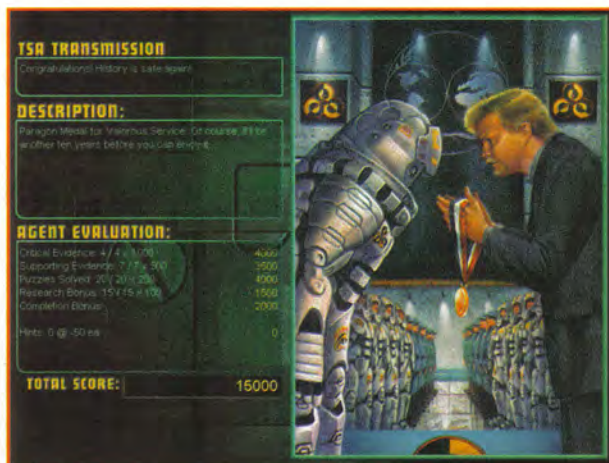 TSA TRANSMISSION
Congratulations! History is safe again!
DESCRIPTION:
Paragon Medal for Valorous Service. Of course, it'll be
another ten years before you can enjoy it.
AGENT EVALUATION:
Critical Evidence: 4 / 4 x 1000 4000
Supporting Evidence: 7 / 7 x 500 3500
Puzzles Solved: 20 / 20 x 200 4000
Research Bonus: 15 / 15 x 100 1500
Completion Bonus: 2000
Hints: 0 @ -50 ea 0
TOTAL SCORE: 15000